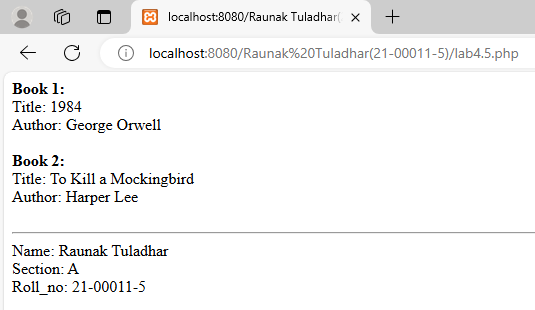 localhost:8080/Raunak Tuladhar(
localhost:8080/Raunak%20Tuladhar(21-00011-5)/lab4.5.php
Book 1:
Title: 1984
Author: George Orwell
Book 2:
Title: To Kill a Mockingbird
Author: Harper Lee
Name: Raunak Tuladhar
Section: A
Roll_no: 21-00011-5